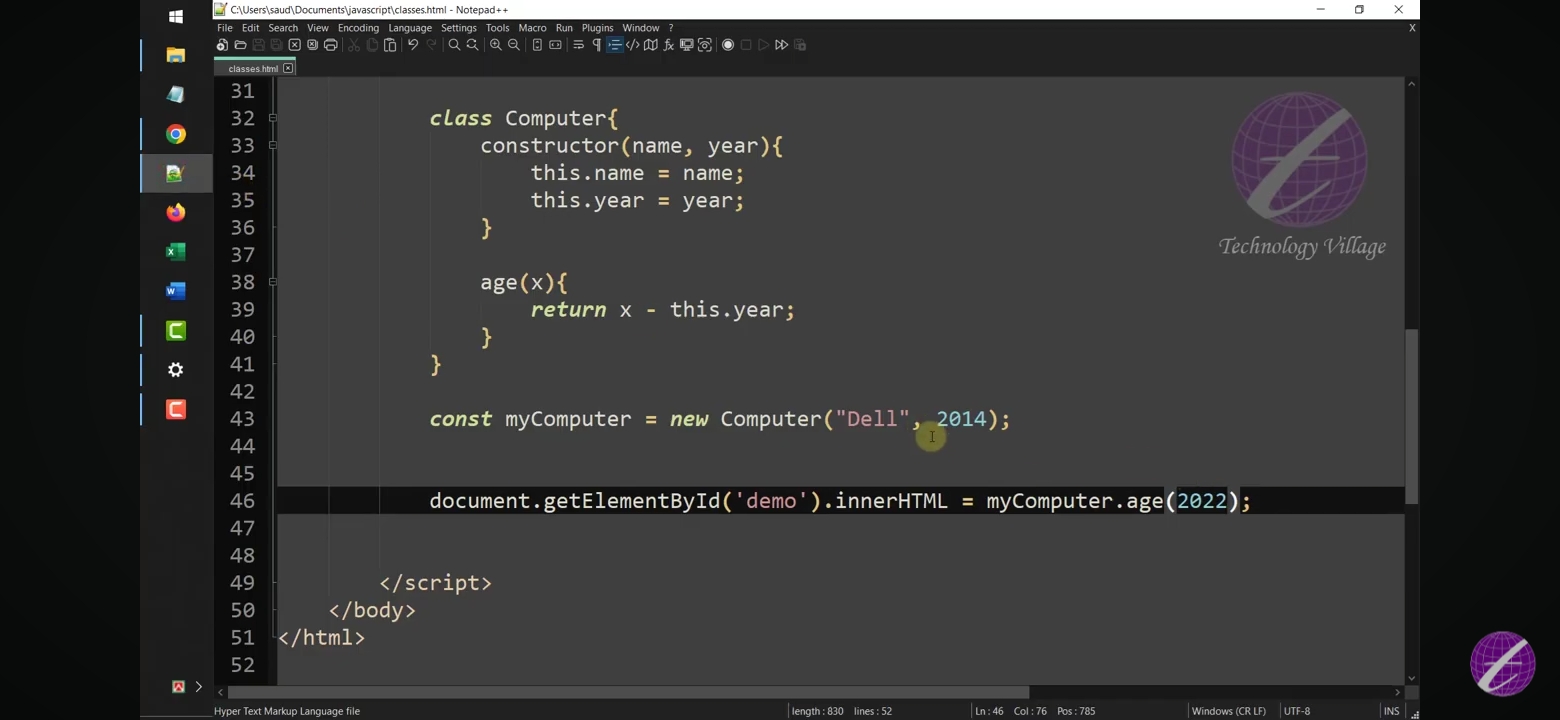 C:\Users\saud\Documents\javascript\classes.html - Notepad++
File Edit Search View Encoding Language Settings Tools Macro Run Plugins Window ? X
classes.html
31
32 class Computer{
33 constructor(name, year){
34 this.name = name;
35 this.year = year;
36 }
37
38 age(x){
39 return x - this.year;
40 }
41 }
42
43 const myComputer = new Computer("Dell", 2014);
44
45
46 document.getElementById('demo').innerHTML = myComputer.age(2022);
47
48
49 </script>
50 </body>
51 </html>
52
Technology Village
Hyper Text Markup Language file length : 830 lines : 52 Ln : 46 Col : 76 Pos : 785 Windows (CR LF) UTF-8 INS